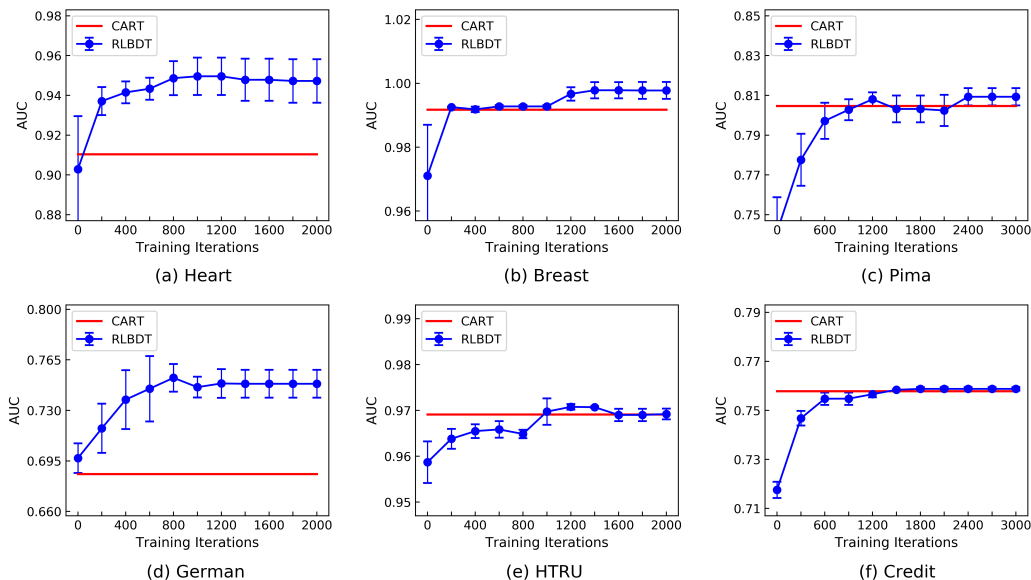 0.98
0.96
0.94
0.92
0.90
0.88
AUC
CART
RLBDT
0 400 800 1200 1600 2000
Training Iterations
(a) Heart
1.02
1.00
0.98
0.96
AUC
CART
RLBDT
0 400 800 1200 1600 2000
Training Iterations
(b) Breast
0.85
0.83
0.81
0.79
0.77
0.75
AUC
CART
RLBDT
0 600 1200 1800 2400 3000
Training Iterations
(c) Pima
0.800
0.765
0.730
0.695
0.660
AUC
CART
RLBDT
0 400 800 1200 1600 2000
Training Iterations
(d) German
0.99
0.98
0.97
0.96
0.95
AUC
CART
RLBDT
0 400 800 1200 1600 2000
Training Iterations
(e) HTRU
0.79
0.77
0.75
0.73
0.71
AUC
CART
RLBDT
0 600 1200 1800 2400 3000
Training Iterations
(f) Credit